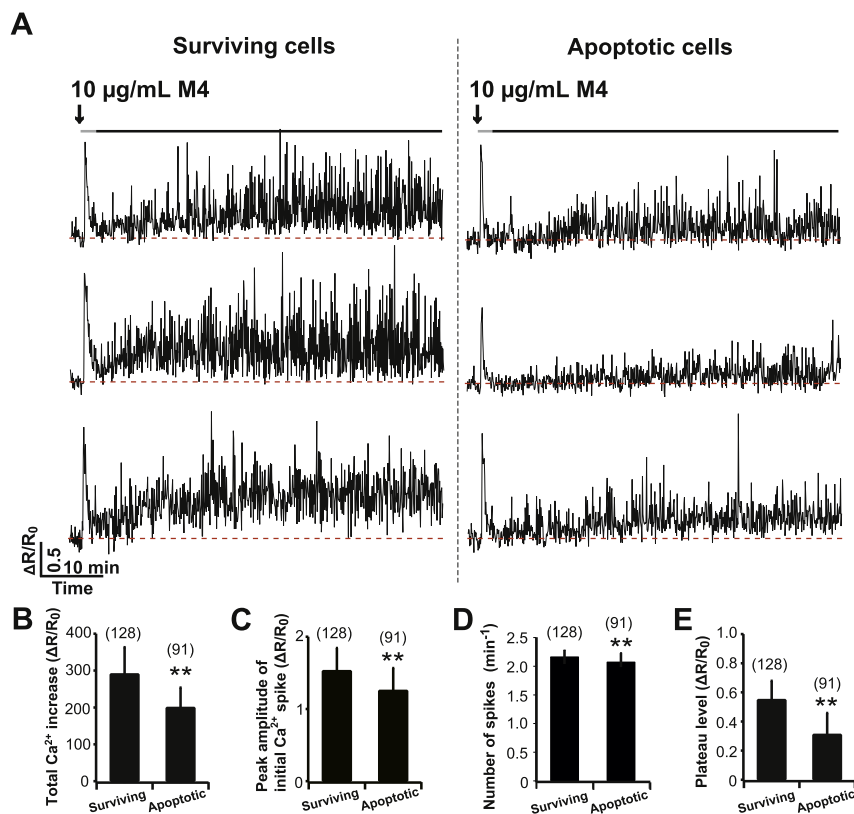 A
Surviving cells
Apoptotic cells
10 µg/mL M4
10 µg/mL M4
ΔR/R0
0.5
10 min
Time
B
Total Ca2+ increase (ΔR/R0)
400
300
200
100
0
(128)
(91)
**
Surviving
Apoptotic
C
Peak amplitude of
initial Ca2+ spike (ΔR/R0)
2
1
0
(128)
(91)
**
Surviving
Apoptotic
D
Number of spikes (min-1)
2.5
2.0
1.5
1.0
0.5
0
(128)
(91)
**
Surviving
Apoptotic
E
Plateau level (ΔR/R0)
1.0
0.8
0.6
0.4
0.2
0
(128)
(91)
**
Surviving
Apoptotic